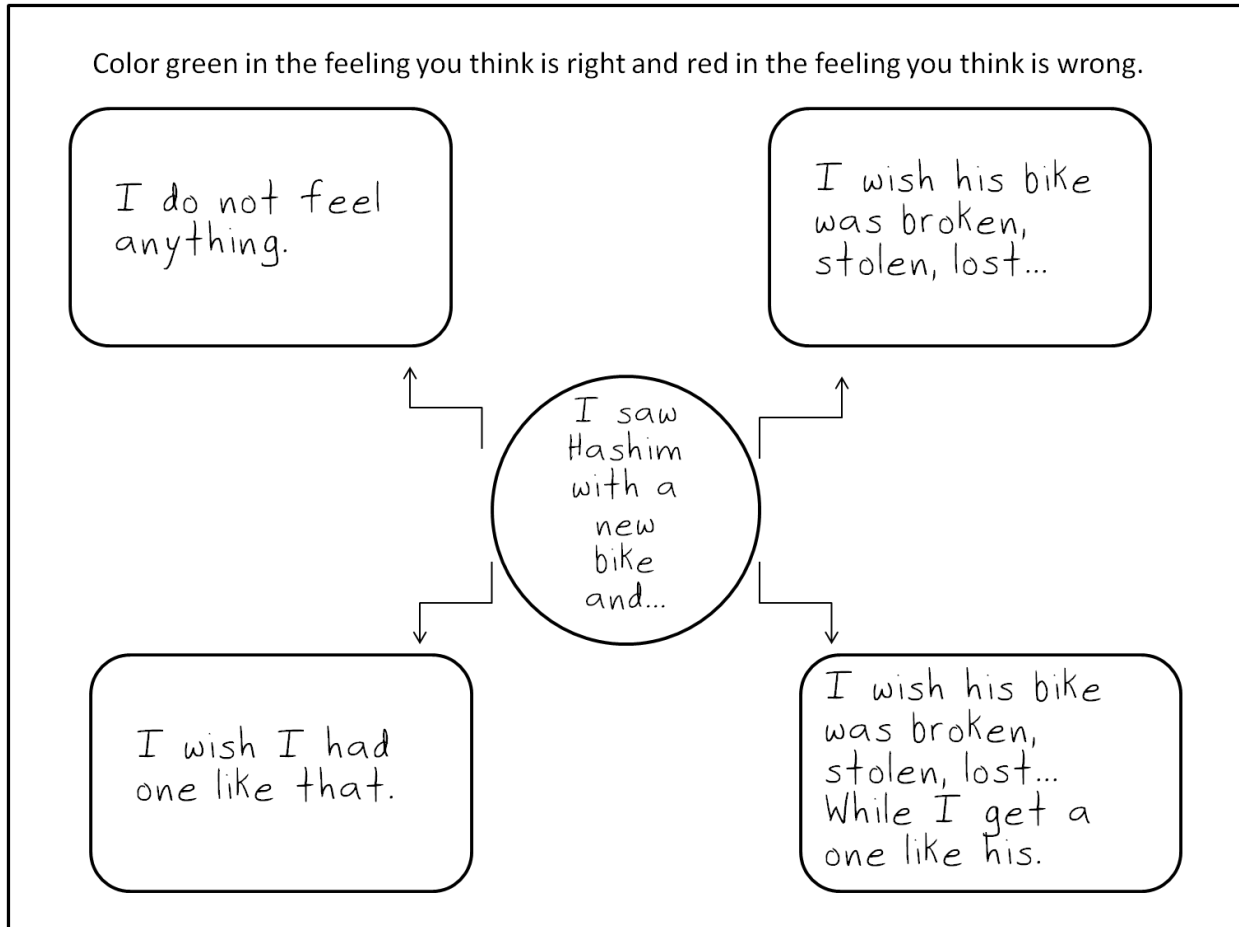 Color green in the feeling you think is right and red in the feeling you think is wrong.
I do not feel
anything.
I wish his bike
was broken,
stolen, lost...
I saw
Hashim
with a
new
bike
and...
I wish I had
one like that.
I wish his bike
was broken,
stolen, lost...
While I get a
one like his.